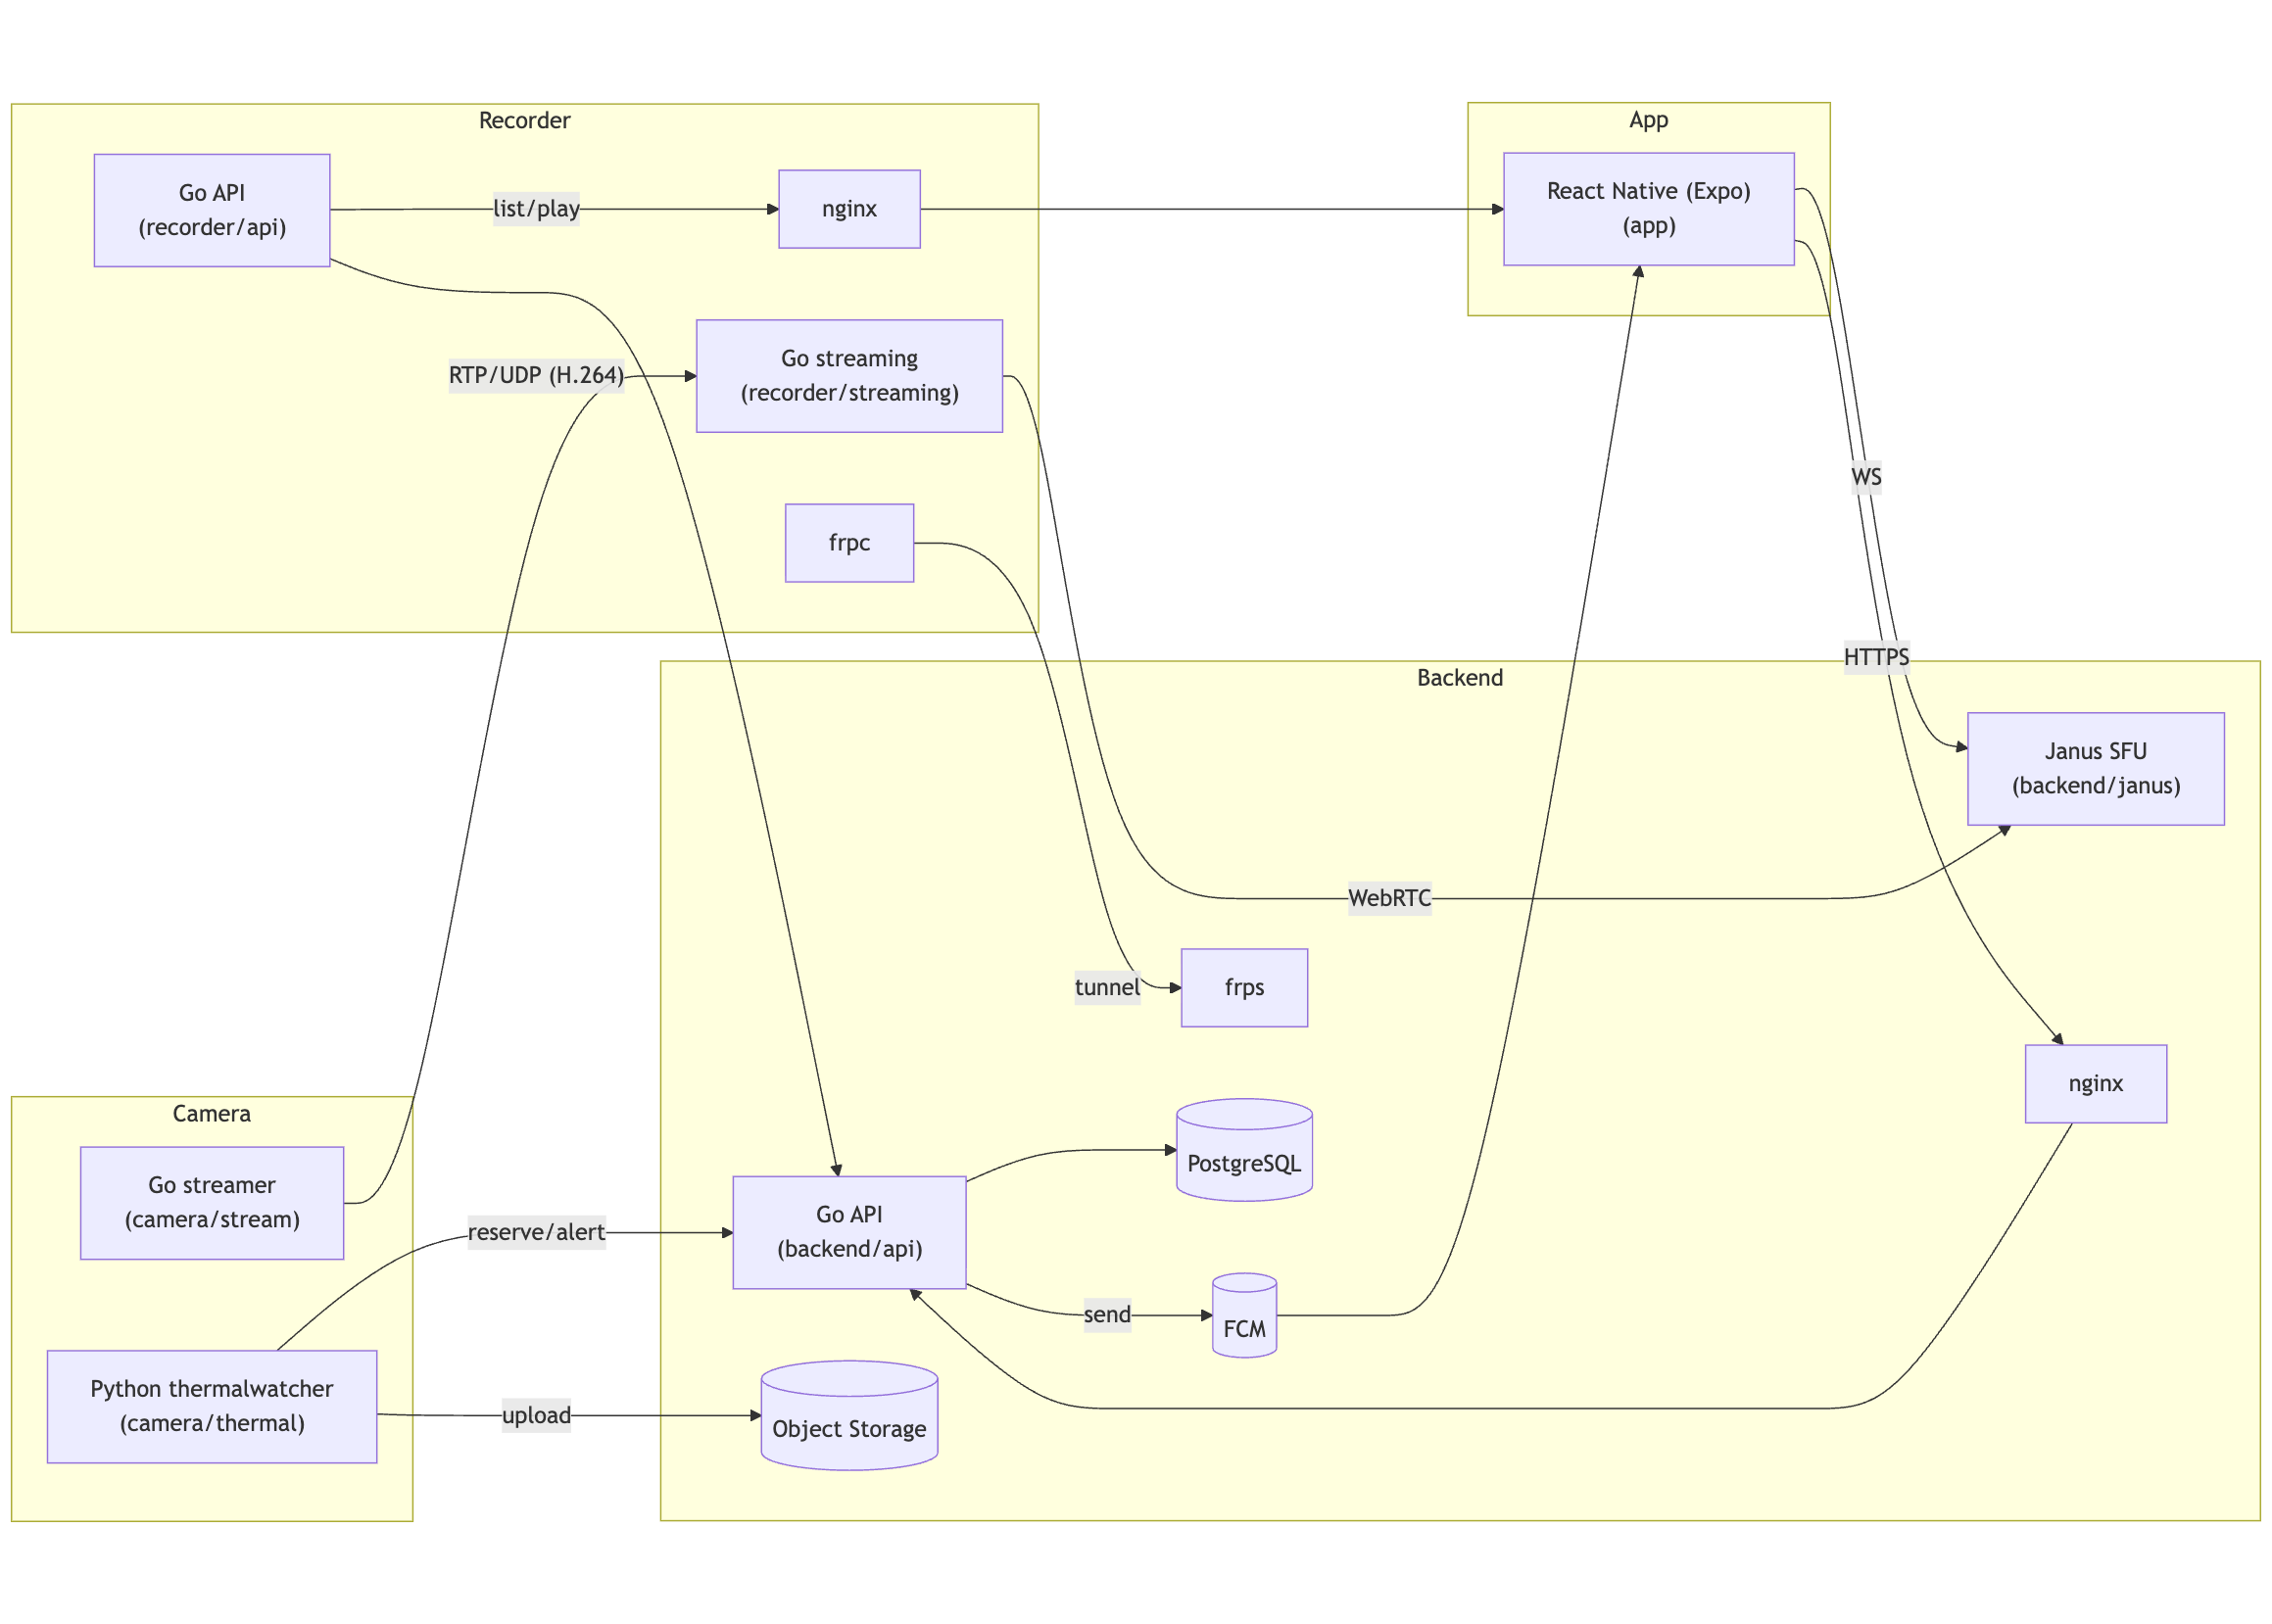 Recorder
Go API
(recorder/api)
list/play
nginx
RTP/UDP (H.264)
Go streaming
(recorder/streaming)
frpc
App
React Native (Expo)
(app)
WS
HTTPS
Backend
Janus SFU
(backend/janus)
WebRTC
tunnel
frps
nginx
PostgreSQL
Go API
(backend/api)
send
FCM
Object Storage
Camera
Go streamer
(camera/stream)
reserve/alert
Python thermalwatcher
(camera/thermal)
upload